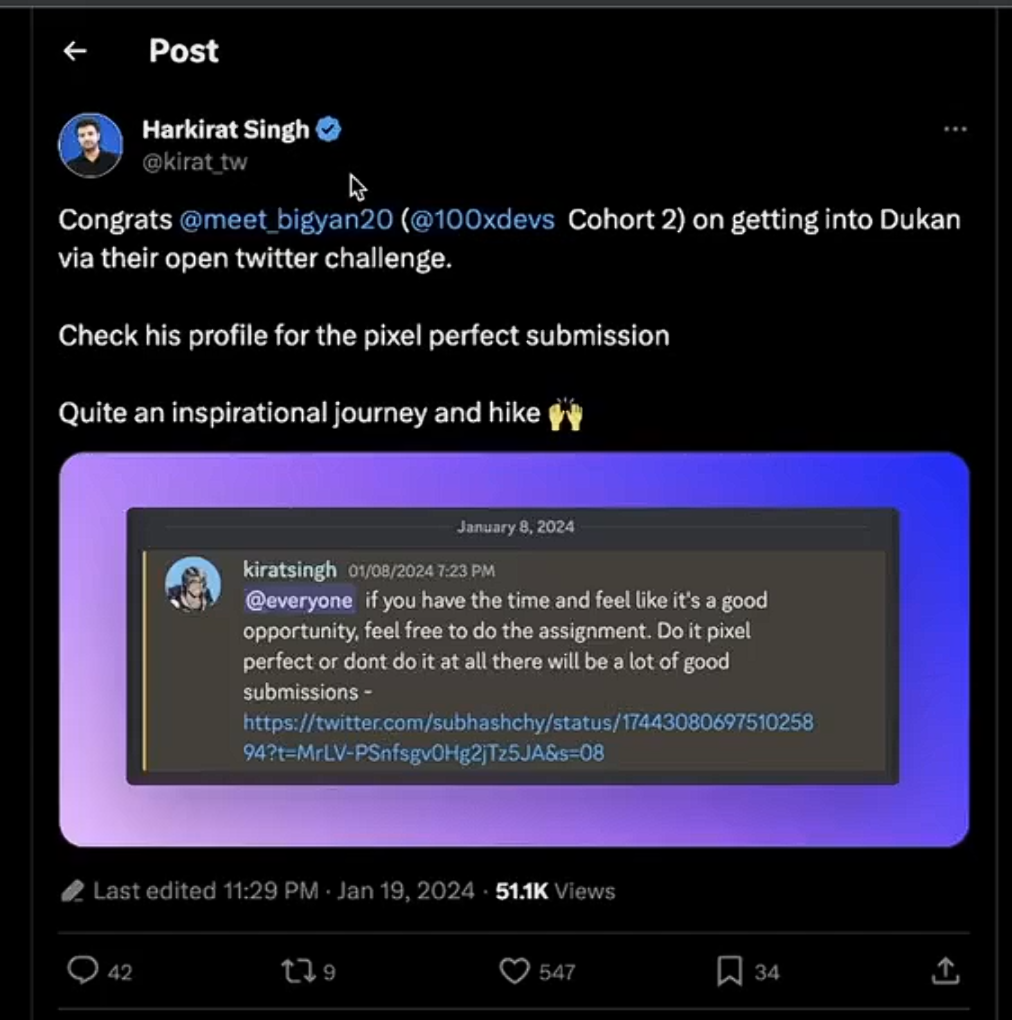 Post
Harkirat Singh
@kirat_tw
Congrats @meet_bigyan20 (@100xdevs Cohort 2) on getting into Dukan
via their open twitter challenge.
Check his profile for the pixel perfect submission
Quite an inspirational journey and hike 🙌
January 8, 2024
kiratsingh 01/08/2024 7:23 PM
@everyone if you have the time and feel like it's a good
opportunity, feel free to do the assignment. Do it pixel
perfect or dont do it at all there will be a lot of good
submissions -
https://twitter.com/subhashchy/status/17443080697510258
94?t=MrLV-PSnfsgv0Hg2jTz5JA&s=08
Last edited 11:29 PM · Jan 19, 2024 · 51.1K Views
42 9 547 34